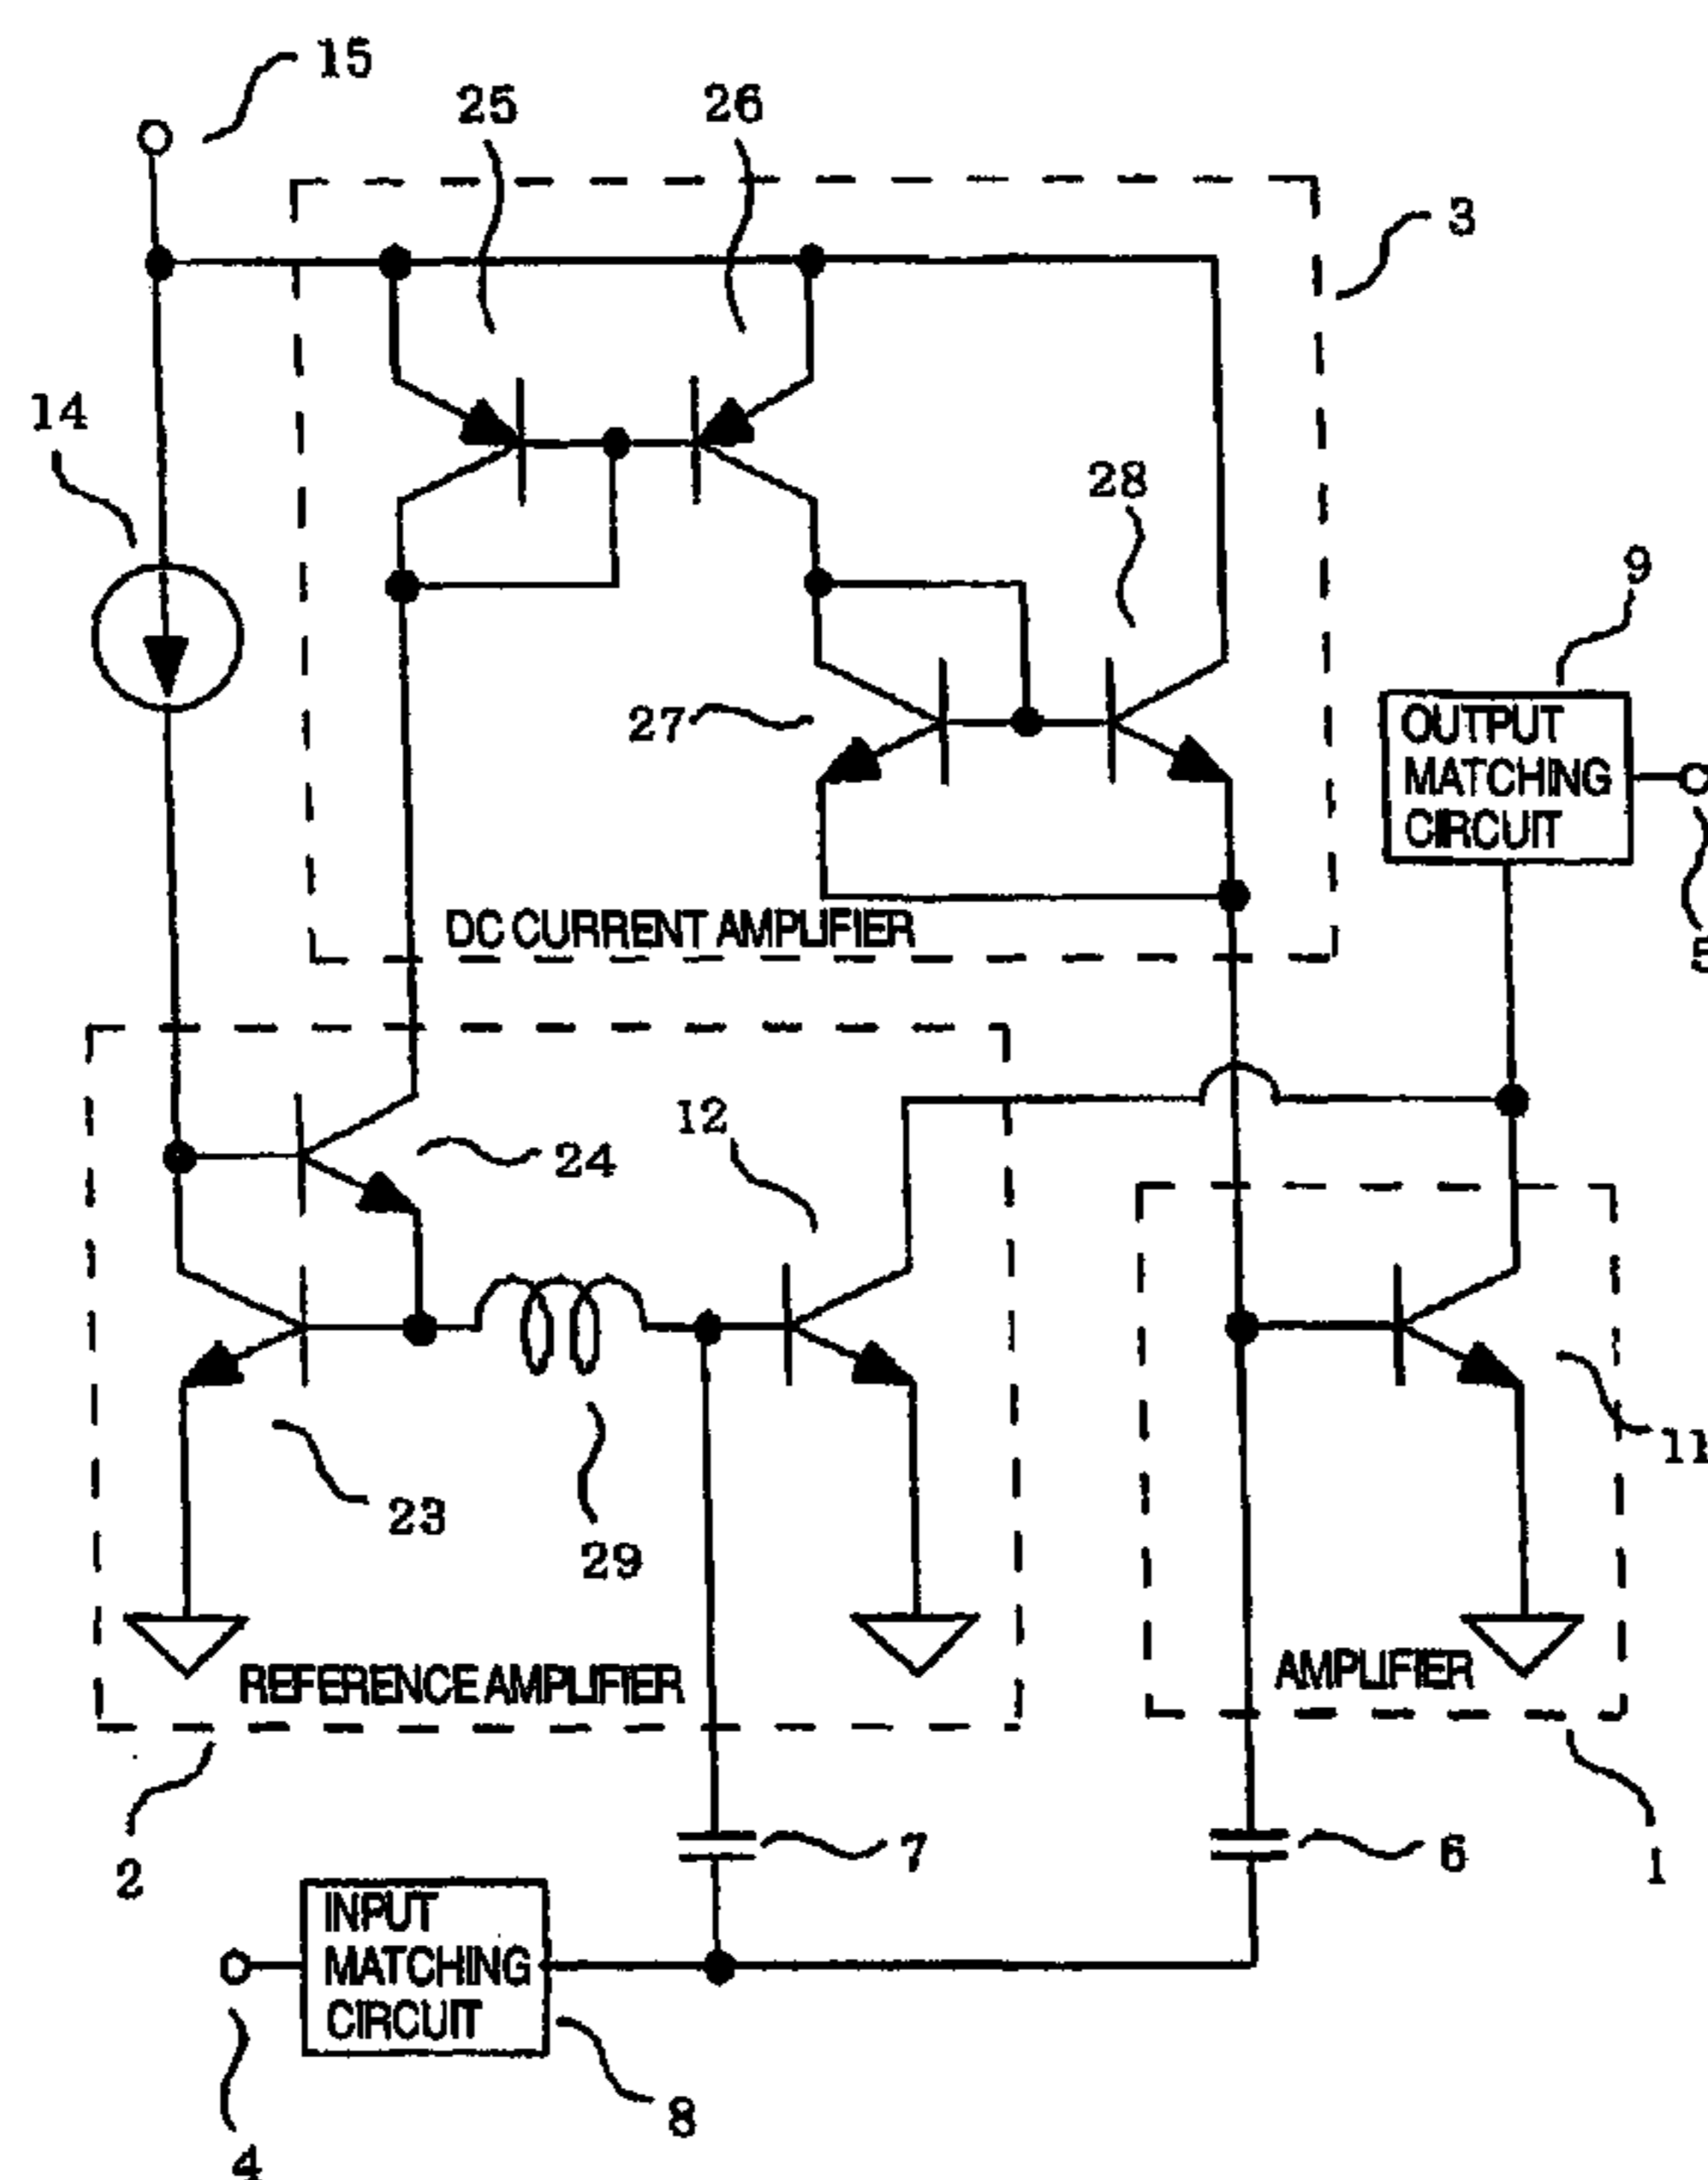 15
25
26
3
14
28
9
27
OUTPUT
MATCHING
CIRCUIT
DC CURRENT AMPLIFIER
5
12
24
11
23
29
REFERENCE AMPLIFIER
AMPLIFIER
2
7
6
1
INPUT
MATCHING
CIRCUIT
8
4